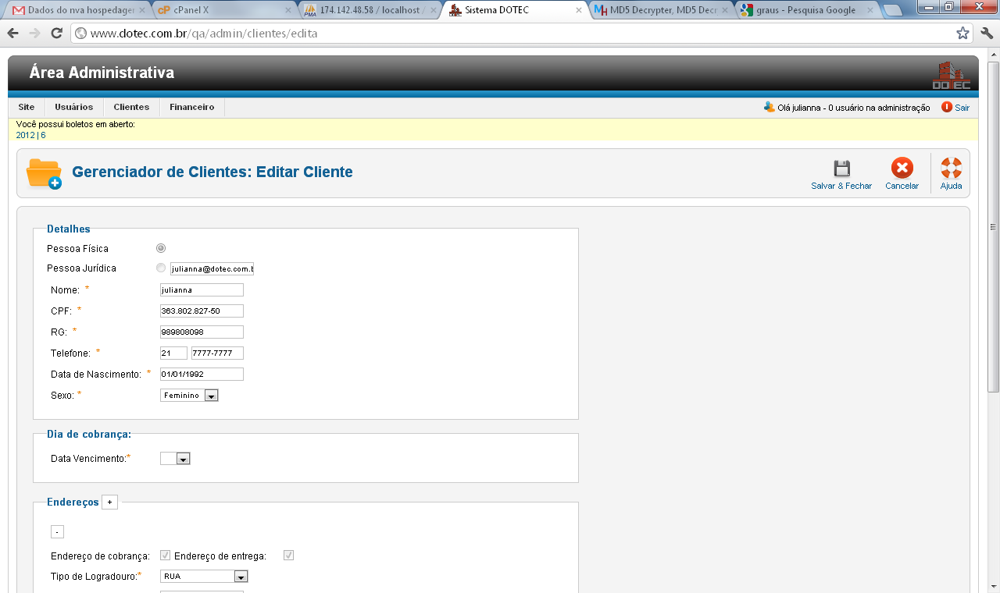 Dados do nva hospedager
cPanel X
174.142.48.58 / localhost /
Sistema DOTEC
MD5 Decrypter, MD5 Decr
graus - Pesquisa Google
www.dotec.com.br/qa/admin/clientes/edita
Área Administrativa
DOTEC
Site Usuários Clientes Financeiro
Olá julianna - 0 usuário na administração Sair
Você possui boletos em aberto:
2012 | 6
Gerenciador de Clientes: Editar Cliente
Salvar & Fechar Cancelar Ajuda
Detalhes
Pessoa Física
Pessoa Jurídica julianna@dotec.com.b
Nome: * julianna
CPF: * 363.802.827-50
RG: * 989808098
Telefone: * 21 7777-7777
Data de Nascimento: * 01/01/1992
Sexo: * Feminino
Dia de cobrança:
Data Vencimento:*
Endereços +
-
Endereço de cobrança: Endereço de entrega:
Tipo de Logradouro:* RUA